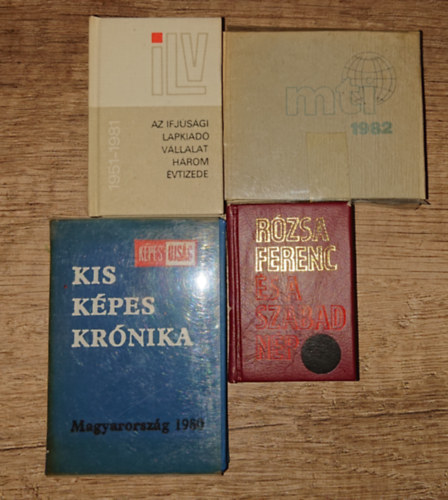 iLV
1951-1981
AZ IFJÚSÁGI
LAPKIADÓ
VÁLLALAT
HÁROM
ÉVTIZEDE
mti
1982
KÉPES ÚJSÁG
KIS
KÉPES
KRÓNIKA
Magyarország 1980
RÓZSA
FERENC
ÉS A
SZABAD
NÉP